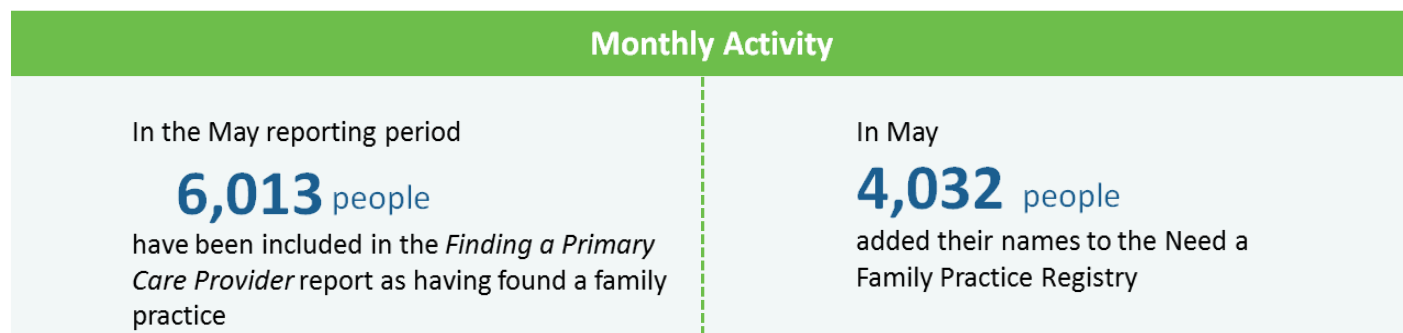 Monthly Activity
In the May reporting period
6,013 people
have been included in the Finding a Primary
Care Provider report as having found a family
practice
In May
4,032 people
added their names to the Need a
Family Practice Registry